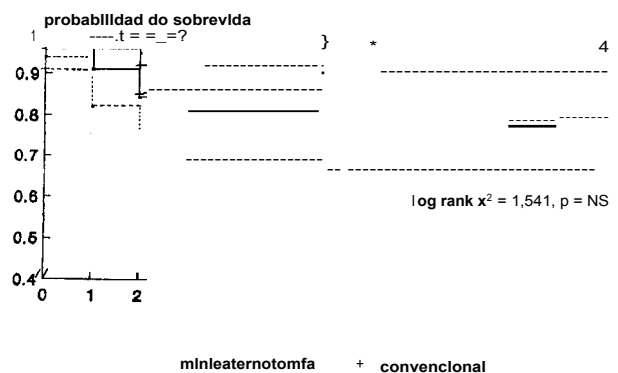 probabllldad do sobrevlda
1 ----.t = =_=? } * 4
0.9
0.8
0.7
0.6
log rank x² = 1,541, p = NS
0.5
0.4
0 1 2
mlnleaternotomfa + convenclonal